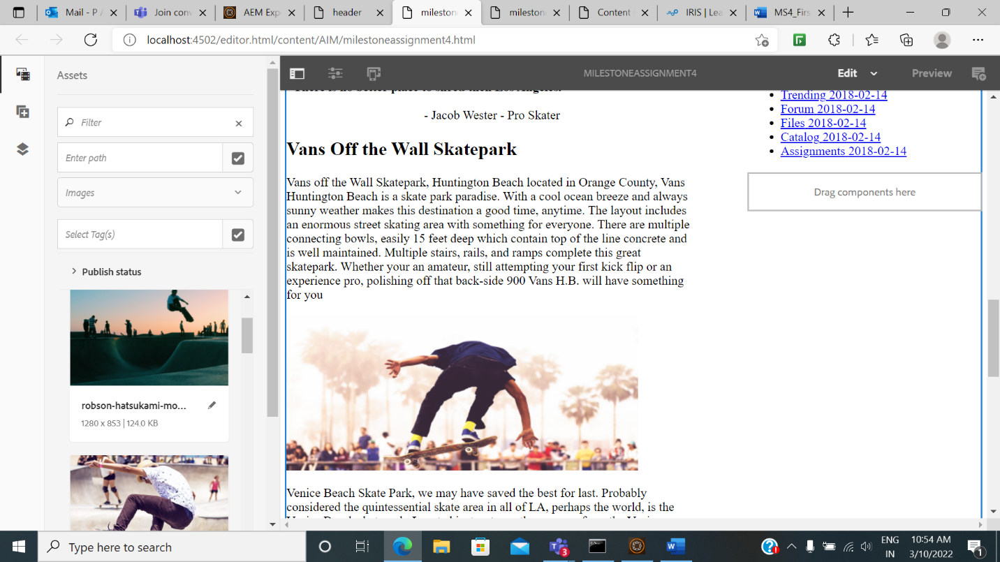 Mail - P A
Join conv
AEM Exp
header
milestone
milestone
Content
IRIS | Lea
MS4_Firs
localhost:4502/editor.html/content/AIM/milestoneassignment4.html
Assets
MILESTONEASSIGNMENT4
Edit
Preview
Filter
Enter path
Images
Select Tag(s)
Publish status
robson-hatsukami-mo...
1280 x 853 | 124.0 KB
- Jacob Wester - Pro Skater
Vans Off the Wall Skatepark
Vans off the Wall Skatepark, Huntington Beach located in Orange County, Vans
Huntington Beach is a skate park paradise. With a cool ocean breeze and always
sunny weather makes this destination a good time, anytime. The layout includes
an enormous street skating area with something for everyone. There are multiple
connecting bowls, easily 15 feet deep which contain top of the line concrete and
is well maintained. Multiple stairs, rails, and ramps complete this great
skatepark. Whether your an amateur, still attempting your first kick flip or an
experience pro, polishing off that back-side 900 Vans H.B. will have something
for you
Venice Beach Skate Park, we may have saved the best for last. Probably
considered the quintessential skate area in all of LA, perhaps the world, is the
Trending 2018-02-14
Forum 2018-02-14
Files 2018-02-14
Catalog 2018-02-14
Assignments 2018-02-14
Drag components here
Type here to search
3
ENG
IN
10:54 AM
3/10/2022
1